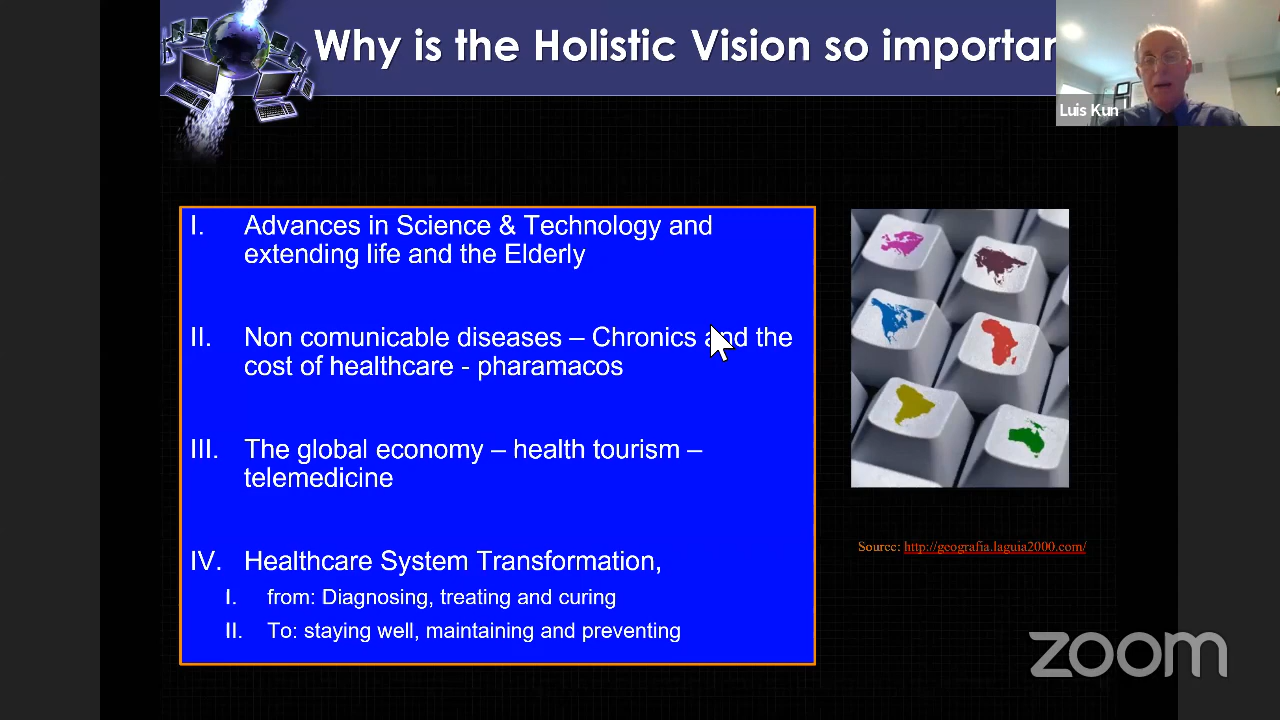 Why is the Holistic Vision so importan
Luis Kun
I. Advances in Science & Technology and
extending life and the Elderly
II. Non comunicable diseases – Chronics and the
cost of healthcare - pharamacos
III. The global economy – health tourism –
telemedicine
IV. Healthcare System Transformation,
I. from: Diagnosing, treating and curing
II. To: staying well, maintaining and preventing
Source: http://geografia.laguia2000.com/
zoom